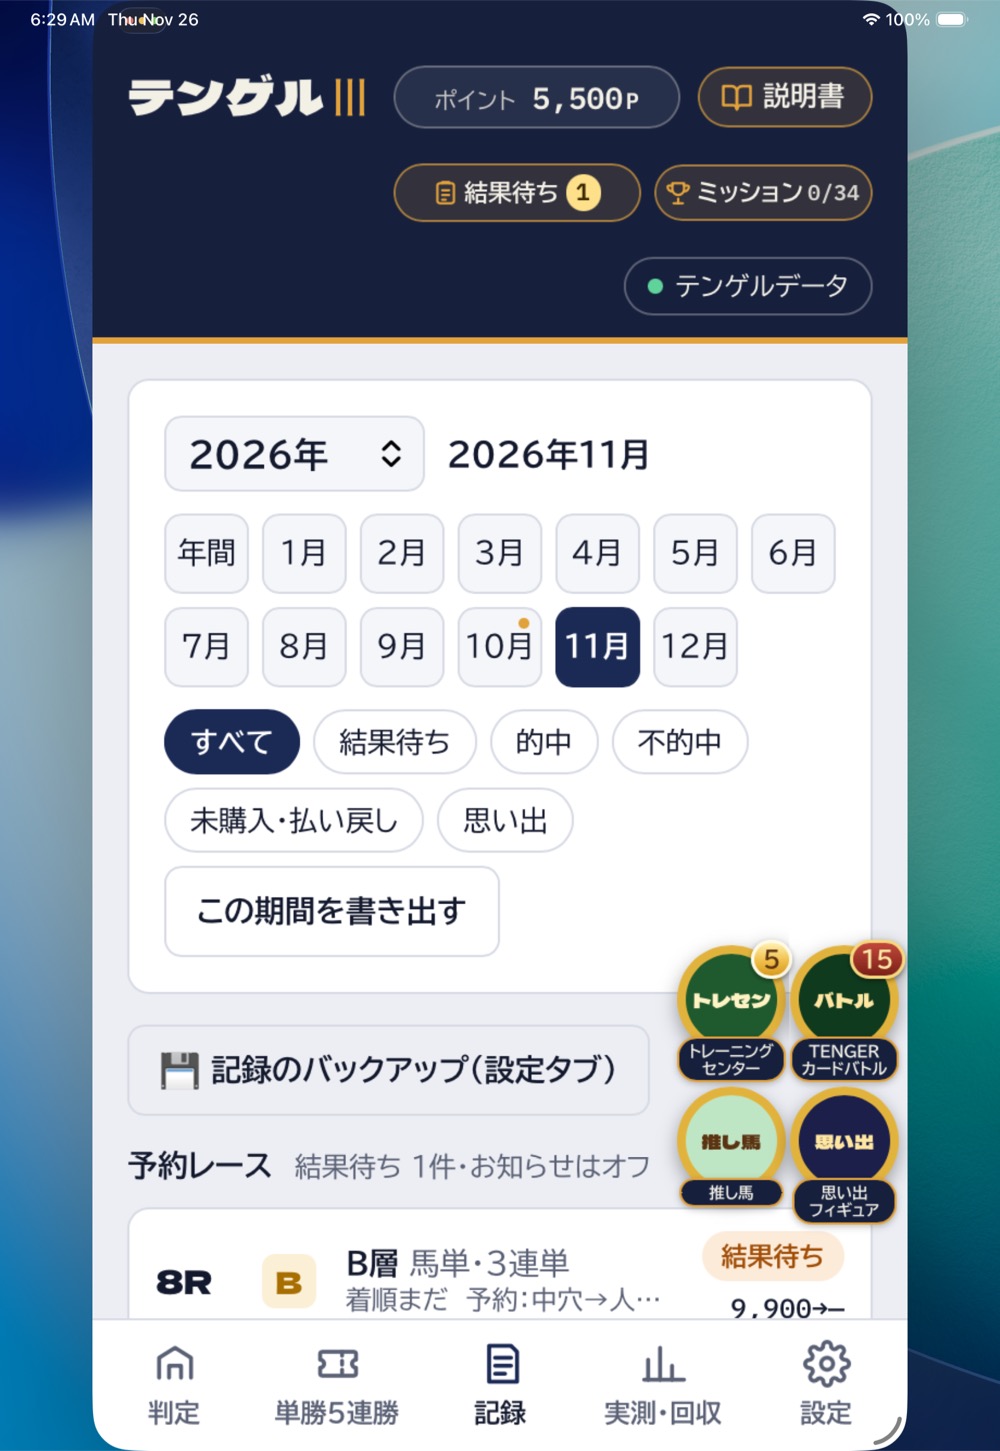 6:29 AM Thu Nov 26 100%
テンゲルIII ポイント 5,500P 説明書
結果待ち 1 ミッション 0/34
テンゲルデータ
2026年 2026年11月
年間 1月 2月 3月 4月 5月 6月
7月 8月 9月 10月 11月 12月
すべて 結果待ち 的中 不的中
未購入・払い戻し 思い出
この期間を書き出す
5 15
トレセン バトル
トレーニング
センター
TENGER
カードバトル
記録のバックアップ(設定タブ)
推し馬 思い出
推し馬
思い出
フィギュア
予約レース 結果待ち 1件・お知らせはオフ
8R B B層 馬単・3連単 結果待ち
着順まだ 予約:中穴→人… 9,900→—
判定 単勝5連勝 記録 実測・回収 設定